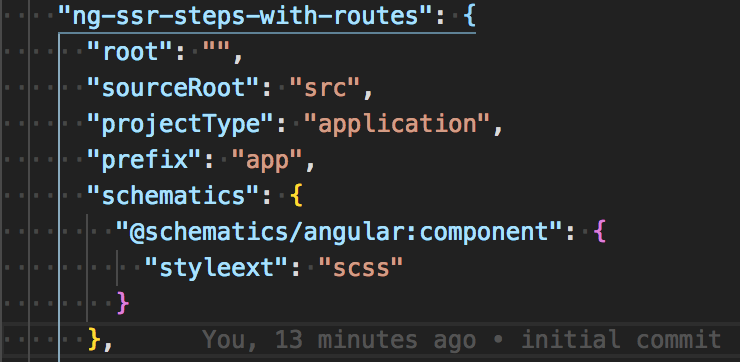 "ng-ssr-steps-with-routes": {
"root": "",
"sourceRoot": "src",
"projectType": "application",
"prefix": "app",
"schematics": {
"@schematics/angular:component": {
"styleext": "scss"
}
}, You, 13 minutes ago • initial commit